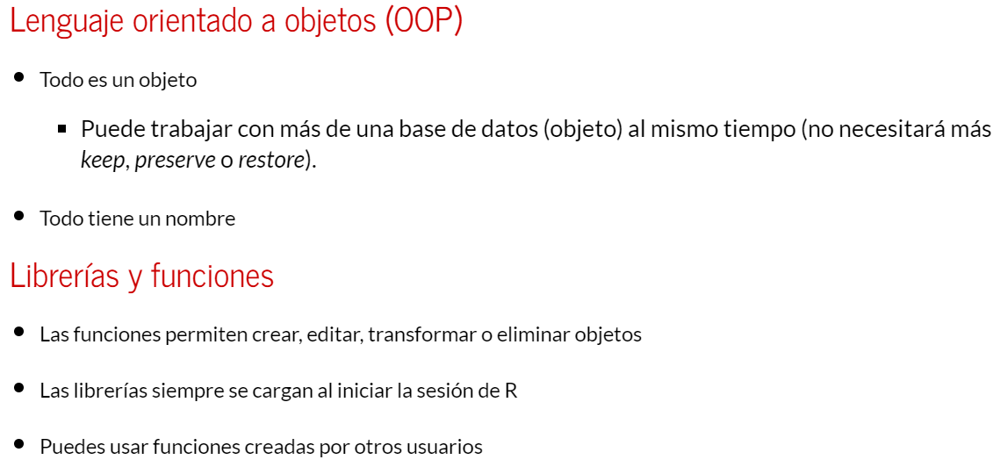 Lenguaje orientado a objetos (OOP)
Todo es un objeto
Puede trabajar con más de una base de datos (objeto) al mismo tiempo (no necesitará más
keep, preserve o restore).
Todo tiene un nombre
Librerías y funciones
Las funciones permiten crear, editar, transformar o eliminar objetos
Las librerías siempre se cargan al iniciar la sesión de R
Puedes usar funciones creadas por otros usuarios